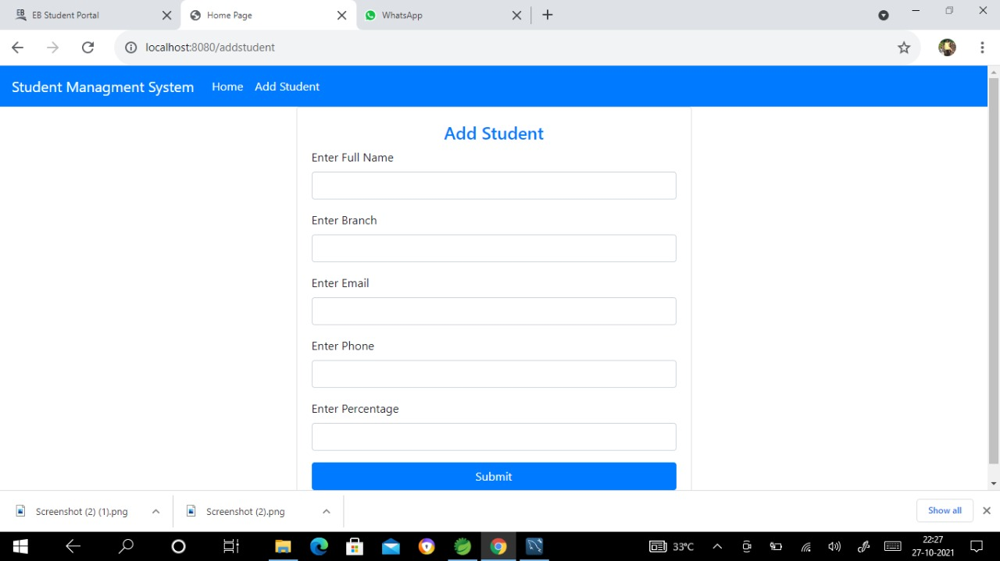 EB Student Portal
Home Page
WhatsApp
localhost:8080/addstudent
Student Managment System Home Add Student
Add Student
Enter Full Name
Enter Branch
Enter Email
Enter Phone
Enter Percentage
Submit
Screenshot (2) (1).png
Screenshot (2).png
Show all
33°C
22:27
27-10-2021